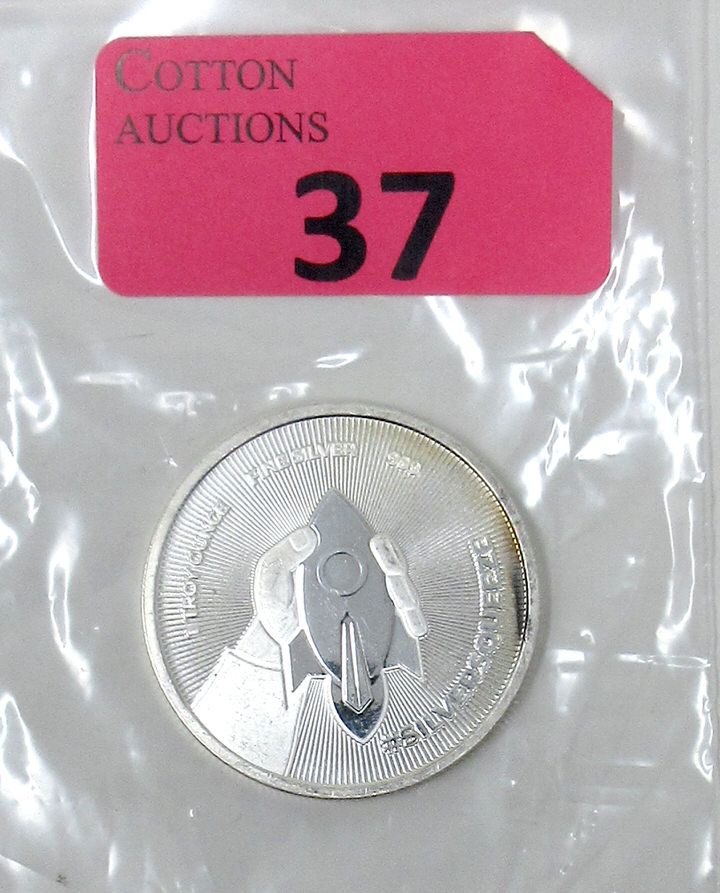 COTTON
AUCTIONS
37
1 TROY OUNCE FINE SILVER 999
#SILVERSQUEEZE